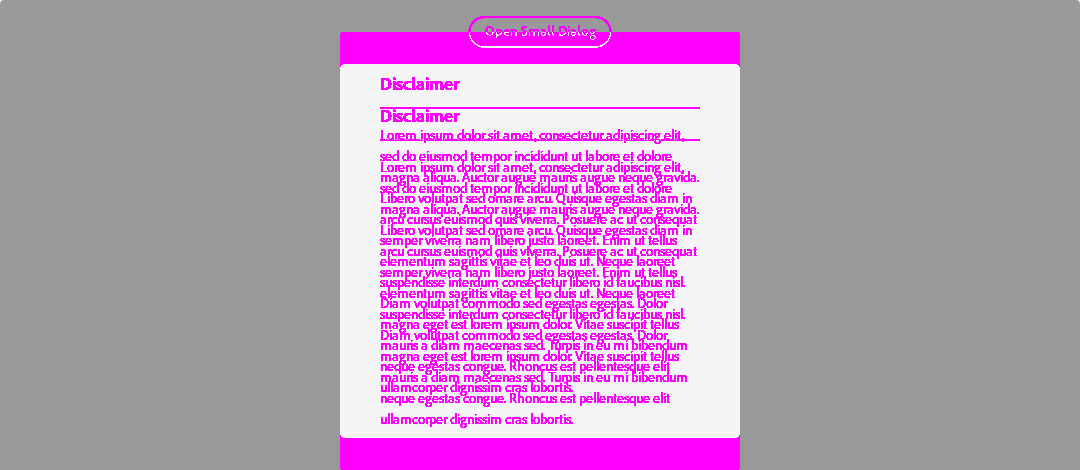 Open Small Dialog
Disclaimer
Disclaimer
Lorem ipsum dolor sit amet, consectetur adipiscing elit,
sed do eiusmod tempor incididunt ut labore et dolore
Lorem ipsum dolor sit amet, consectetur adipiscing elit,
magna aliqua. Auctor augue mauris augue neque gravida.
sed do eiusmod tempor incididunt ut labore et dolore
Libero volutpat sed ornare arcu. Quisque egestas diam in
magna aliqua. Auctor augue mauris augue neque gravida.
arcu cursus euismod quis viverra. Posuere ac ut consequat
Libero volutpat sed ornare arcu. Quisque egestas diam in
semper viverra nam libero justo laoreet. Enim ut tellus
arcu cursus euismod quis viverra. Posuere ac ut consequat
elementum sagittis vitae et leo duis ut. Neque laoreet
semper viverra nam libero justo laoreet. Enim ut tellus
suspendisse interdum consectetur libero id faucibus nisl.
elementum sagittis vitae et leo duis ut. Neque laoreet
Diam volutpat commodo sed egestas egestas. Dolor
suspendisse interdum consectetur libero id faucibus nisl.
magna eget est lorem ipsum dolor. Vitae suscipit tellus
Diam volutpat commodo sed egestas egestas. Dolor
mauris a diam maecenas sed. Turpis in eu mi bibendum
magna eget est lorem ipsum dolor. Vitae suscipit tellus
neque egestas congue. Rhoncus est pellentesque elit
mauris a diam maecenas sed. Turpis in eu mi bibendum
ullamcorper dignissim cras lobortis.
neque egestas congue. Rhoncus est pellentesque elit
ullamcorper dignissim cras lobortis.